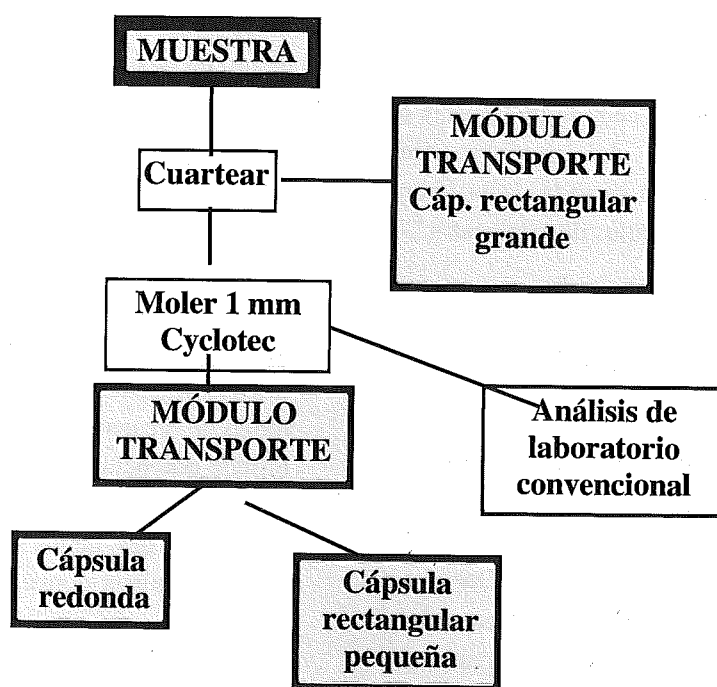 MUESTRA
Cuartear
MÓDULO
TRANSPORTE
Cáp. rectangular
grande
Moler 1 mm
Cyclotec
MÓDULO
TRANSPORTE
Análisis de
laboratorio
convencional
Cápsula
redonda
Cápsula
rectangular
pequeña